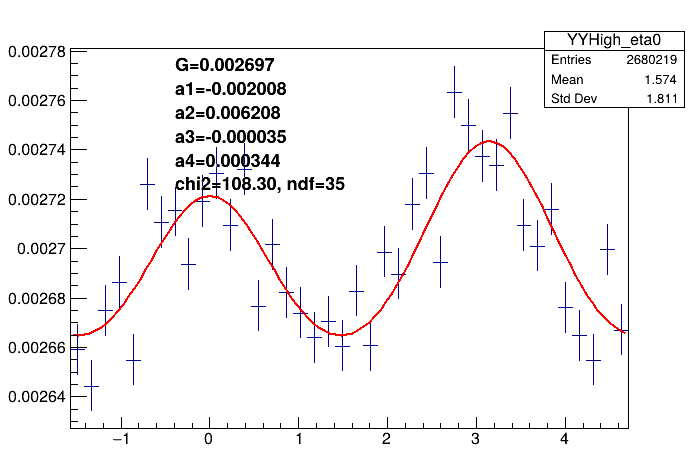 YYHigh_eta0
Entries 2680219
Mean 1.574
Std Dev 1.811
G=0.002697
a1=-0.002008
a2=0.006208
a3=-0.000035
a4=0.000344
chi2=108.30, ndf=35
0.00278
0.00276
0.00274
0.00272
0.0027
0.00268
0.00266
0.00264
−1 0 1 2 3 4